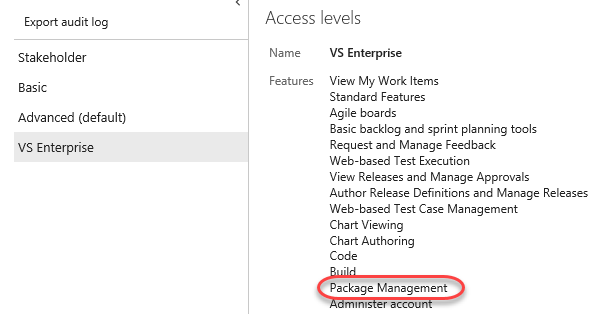 Export audit log
Stakeholder
Basic
Advanced (default)
VS Enterprise
Access levels
Name VS Enterprise
Features View My Work Items
Standard Features
Agile boards
Basic backlog and sprint planning tools
Request and Manage Feedback
Web-based Test Execution
View Releases and Manage Approvals
Author Release Definitions and Manage Releases
Web-based Test Case Management
Chart Viewing
Chart Authoring
Code
Build
Package Management
Administer account